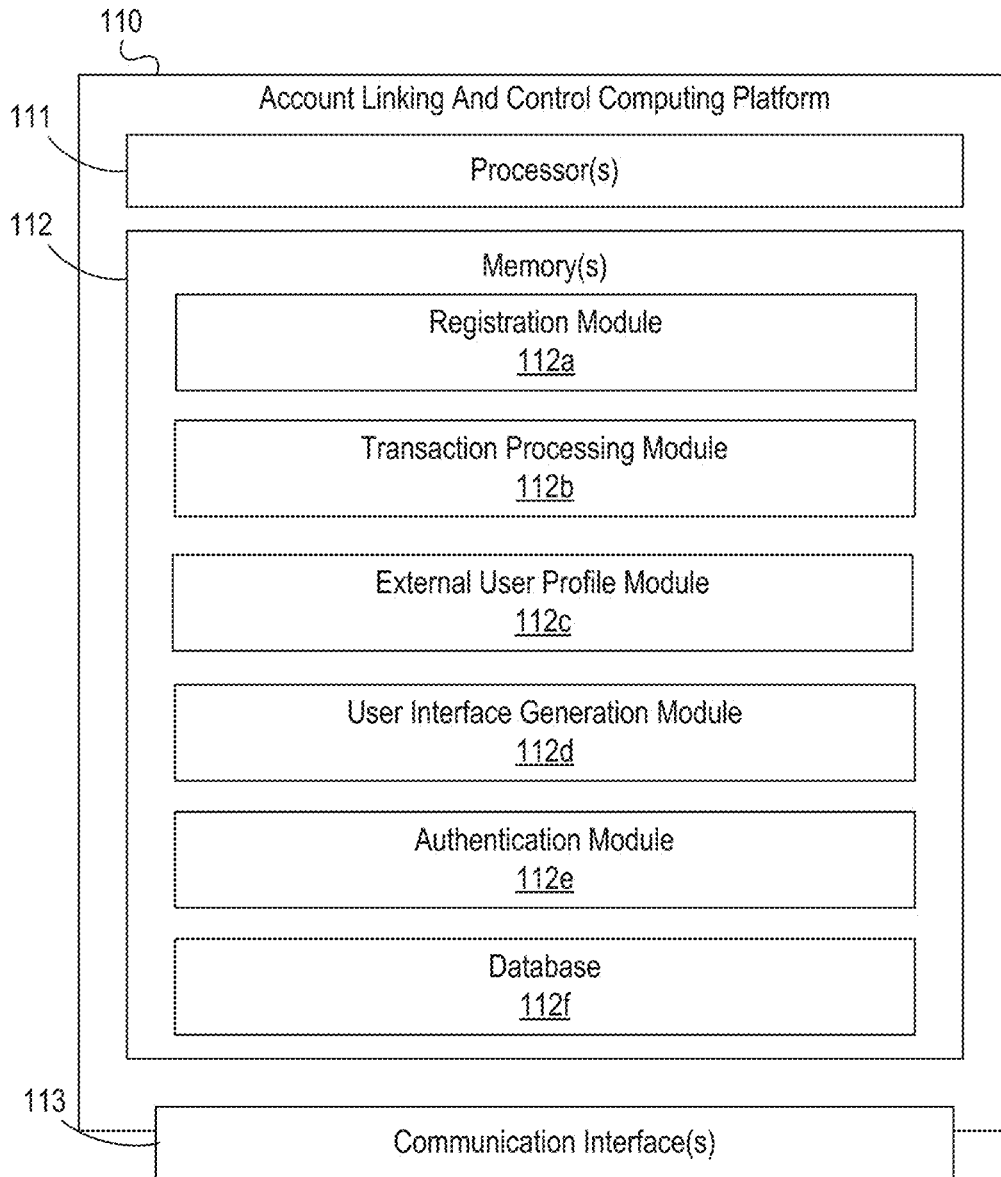 110
Account Linking And Control Computing Platform
111
Processor(s)
112
Memory(s)
Registration Module
112a
Transaction Processing Module
112b
External User Profile Module
112c
User Interface Generation Module
112d
Authentication Module
112e
Database
112f
113
Communication Interface(s)